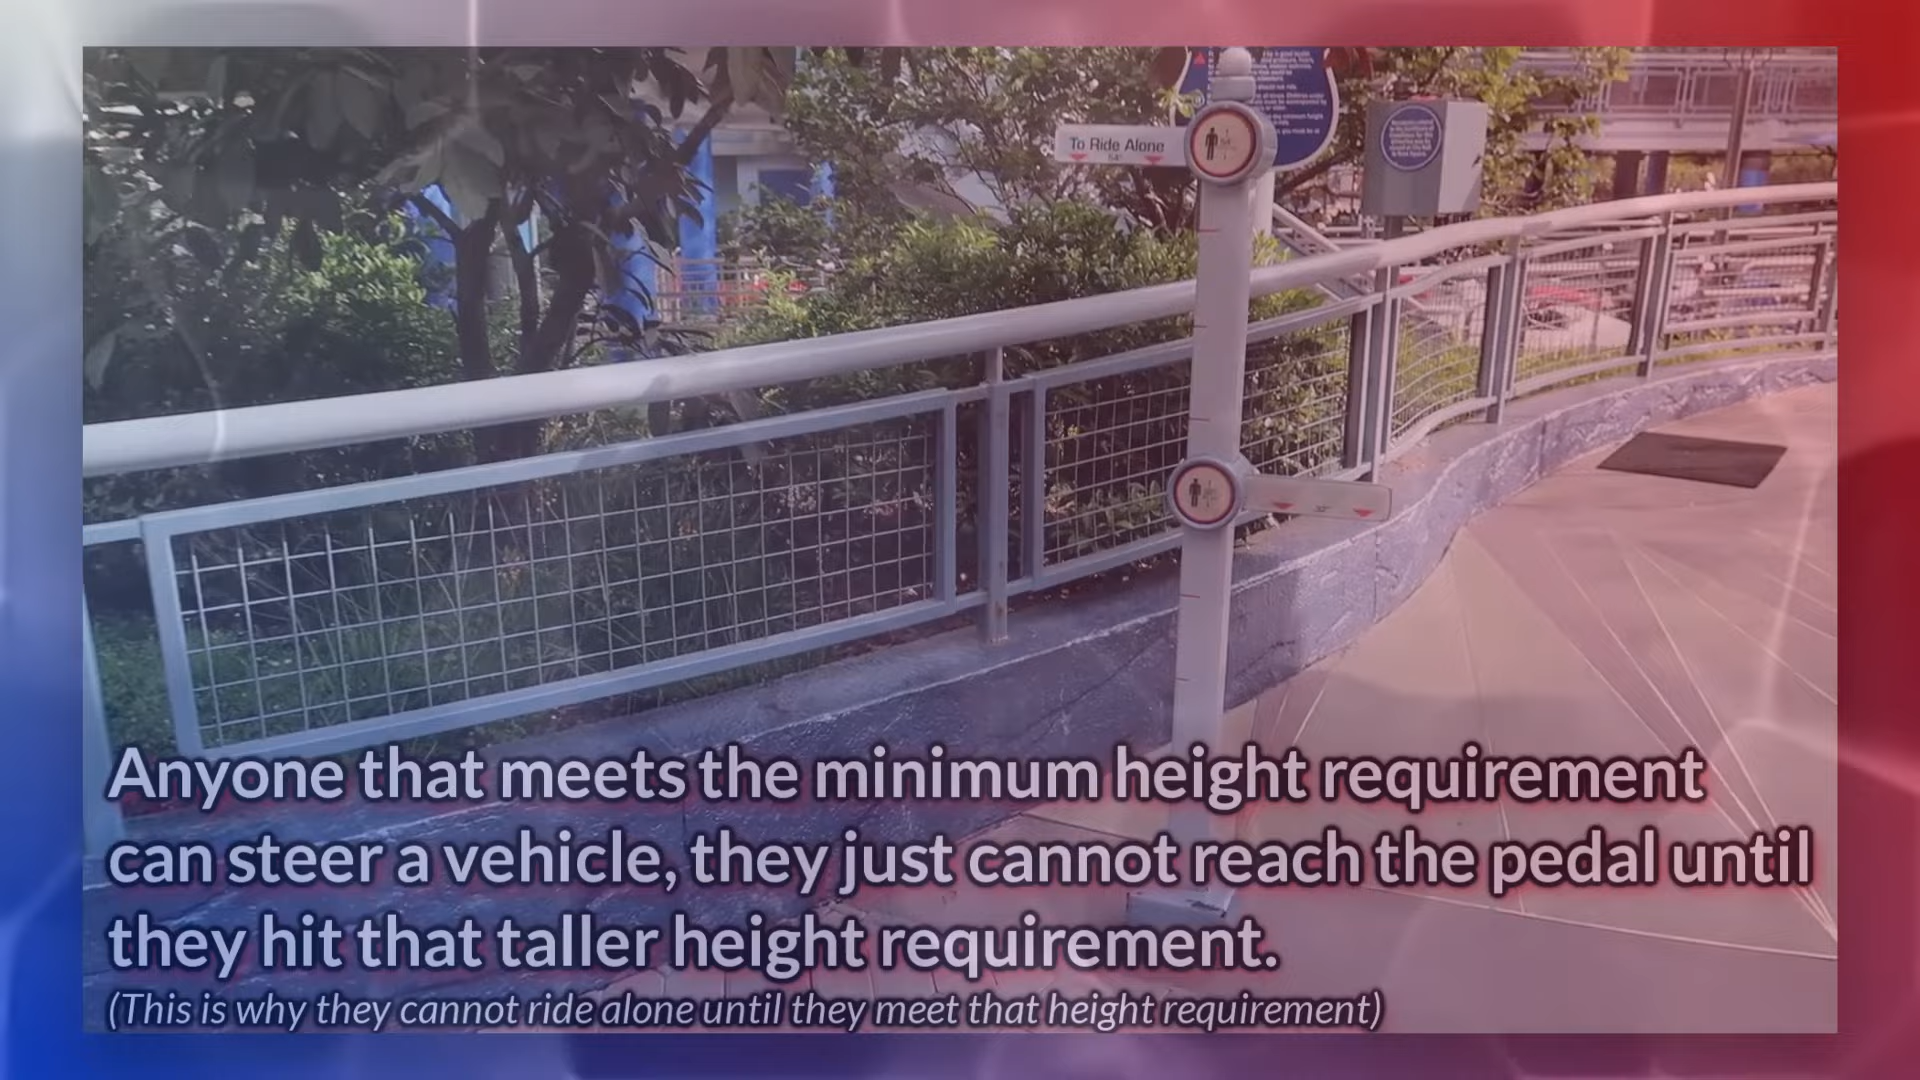 To Ride Alone
54"
32"
Anyone that meets the minimum height requirement
can steer a vehicle, they just cannot reach the pedal until
they hit that taller height requirement.
(This is why they cannot ride alone until they meet that height requirement)